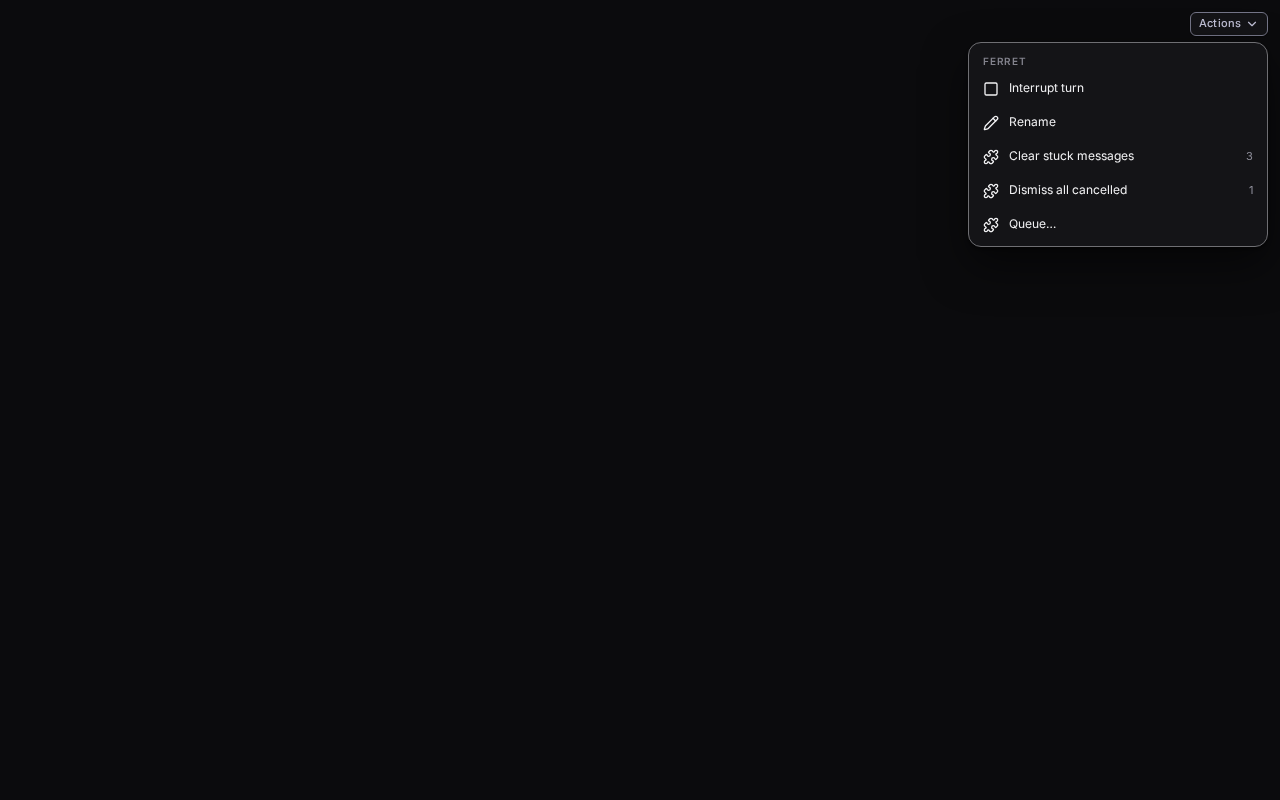 Actions
FERRET
Interrupt turn
Rename
Clear stuck messages 3
Dismiss all cancelled 1
Queue...